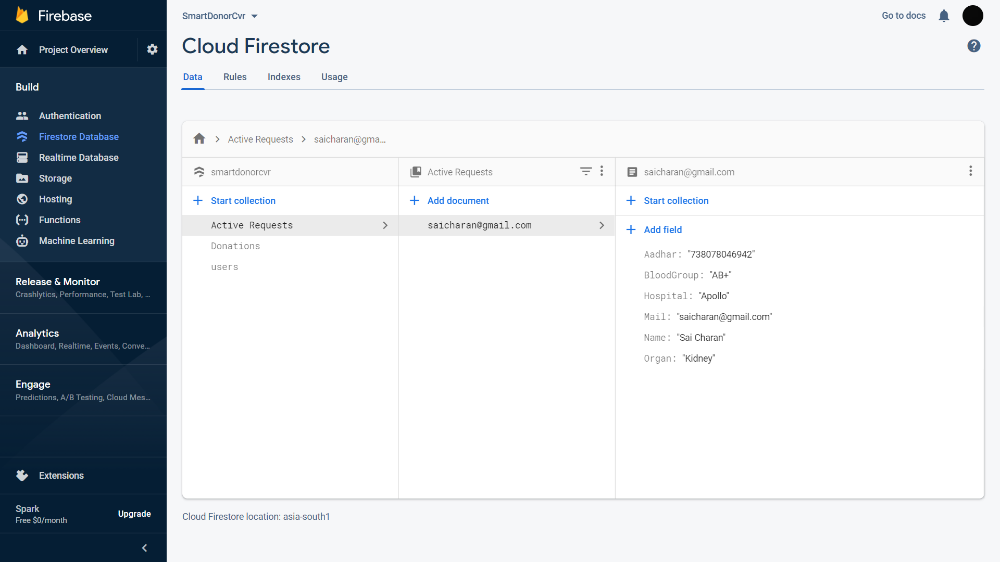 Firebase
Project Overview
Build
Authentication
Firestore Database
Realtime Database
Storage
Hosting
Functions
Machine Learning
Release & Monitor
Crashlytics, Performance, Test Lab, ...
Analytics
Dashboard, Realtime, Events, Conve...
Engage
Predictions, A/B Testing, Cloud Mes...
Extensions
Spark
Free $0/month
Upgrade
SmartDonorCvr
Go to docs
Cloud Firestore
?
Data Rules Indexes Usage
Active Requests > saicharan@gma...
smartdonorcvr
Start collection
Active Requests
Donations
users
Active Requests
Add document
saicharan@gmail.com
saicharan@gmail.com
Start collection
Add field
Aadhar: "738078046942"
BloodGroup: "AB+"
Hospital: "Apollo"
Mail: "saicharan@gmail.com"
Name: "Sai Charan"
Organ: "Kidney"
Cloud Firestore location: asia-south1